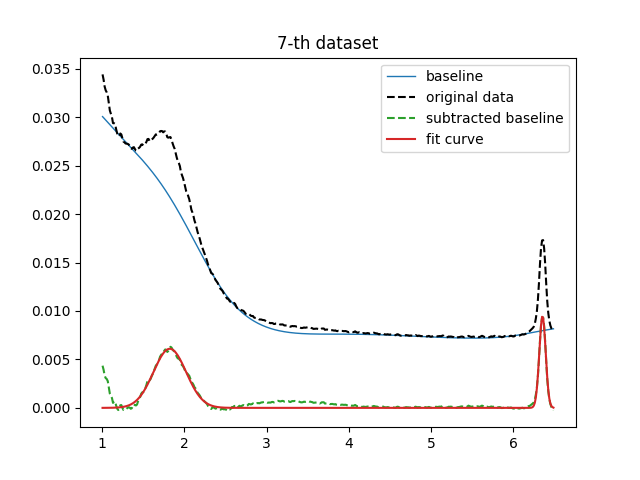 7-th dataset
baseline
original data
subtracted baseline
fit curve
0.035
0.030
0.025
0.020
0.015
0.010
0.005
0.000
1 2 3 4 5 6